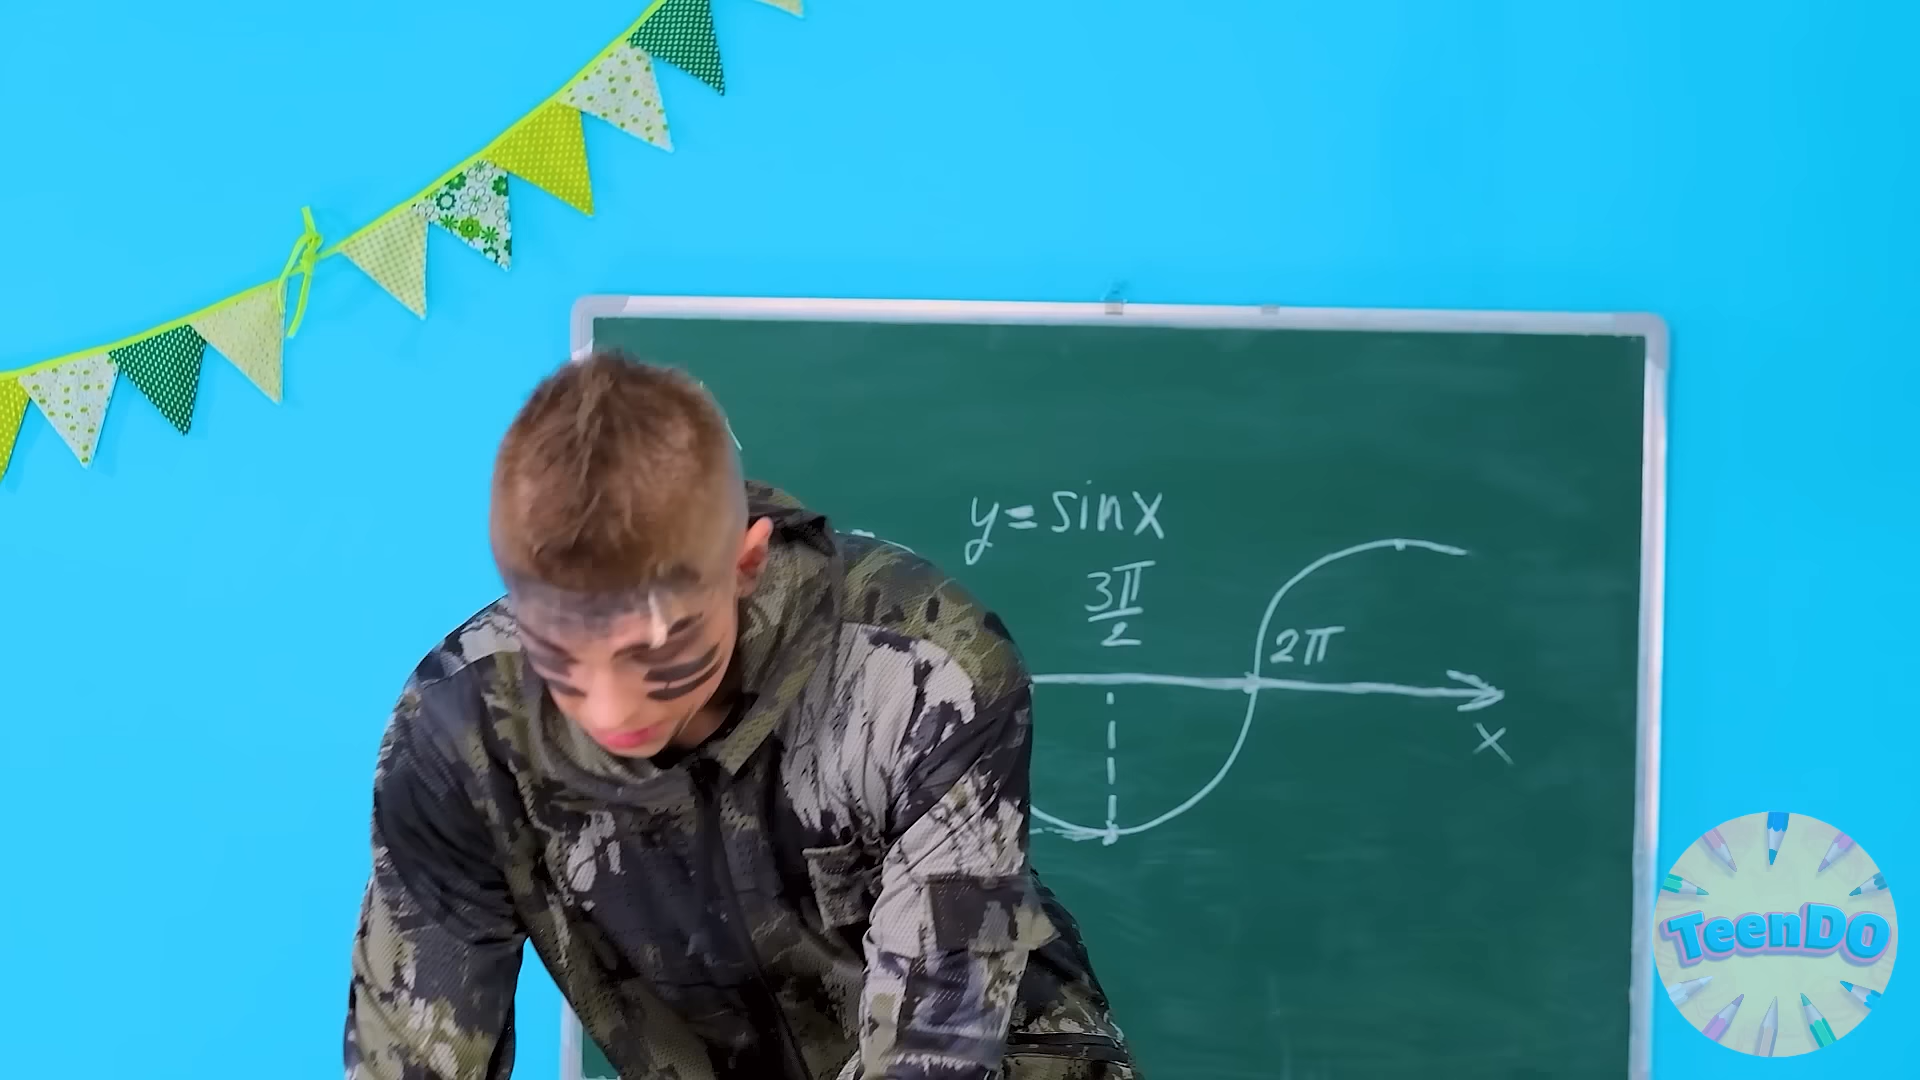 y=sinx
3π
2
2π
x
TeenDO